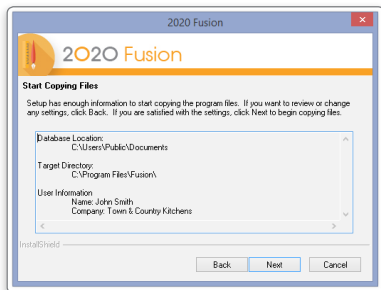 2020 Fusion
2020 Fusion
Start Copying Files
Setup has enough information to start copying the program files. If you want to review or change
any settings, click Back. If you are satisfied with the settings, click Next to begin copying files.
Database Location:
C:\Users\Public\Documents
Target Directory:
C:\Program Files\Fusion\
User Information
Name: John Smith
Company: Town & Country Kitchens
InstallShield
Back
Next
Cancel